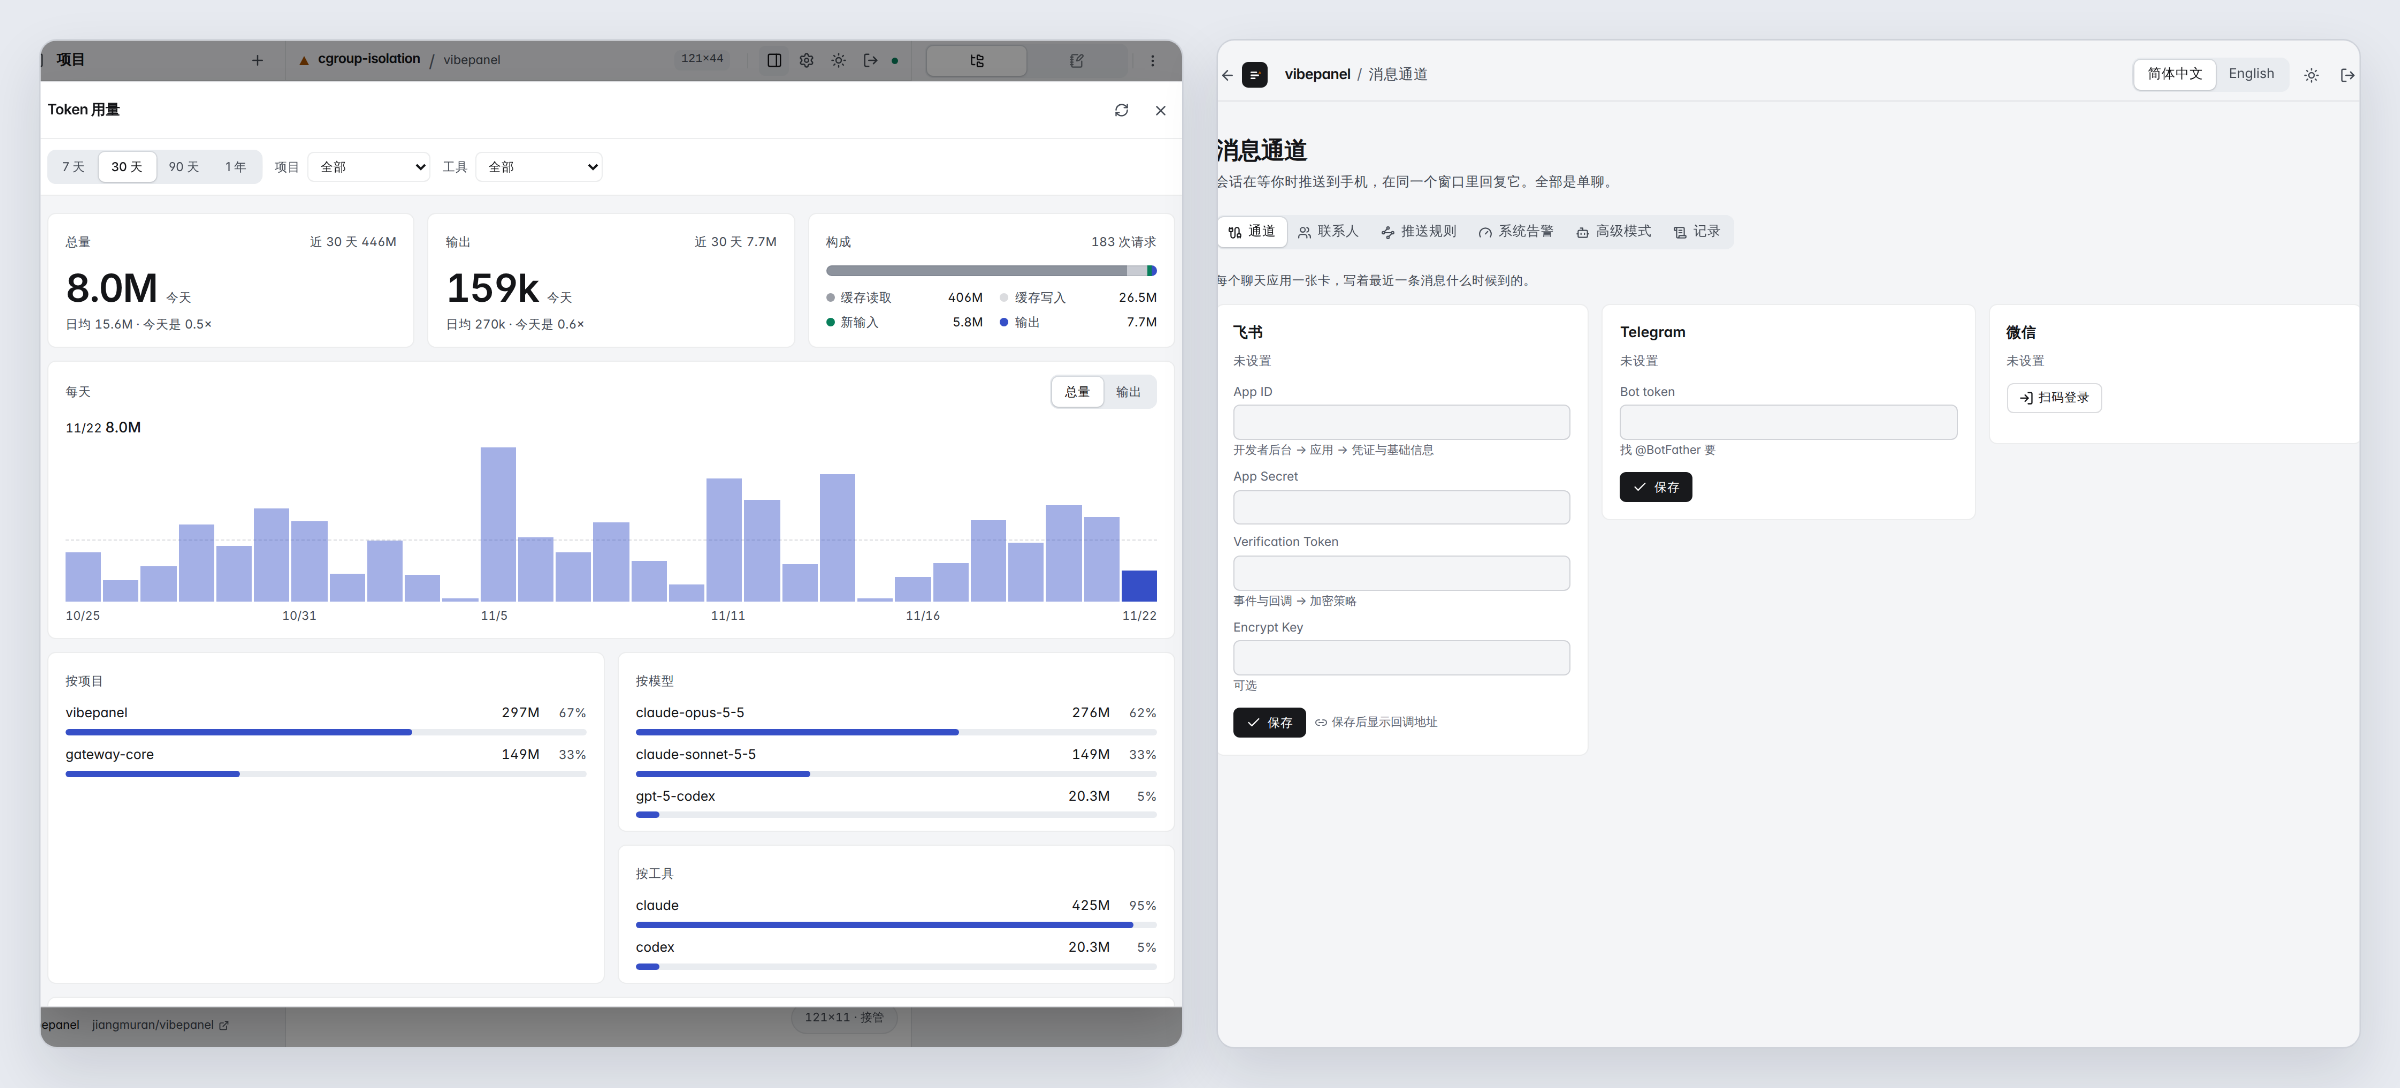 项目
cgroup-isolation / vibepanel
121×44
Token 用量
7 天 30 天 90 天 1 年 项目 全部 工具 全部
总量 近 30 天 446M
8.0M 今天
日均 15.6M · 今天是 0.5×
输出 近 30 天 7.7M
159k 今天
日均 270k · 今天是 0.6×
构成 183 次请求
缓存读取 406M 缓存写入 26.5M
新输入 5.8M 输出 7.7M
每天 总量 输出
11/22 8.0M
10/25 10/31 11/5 11/11 11/16 11/22
按项目
vibepanel 297M 67%
gateway-core 149M 33%
按模型
claude-opus-5-5 276M 62%
claude-sonnet-5-5 149M 33%
gpt-5-codex 20.3M 5%
按工具
claude 425M 95%
codex 20.3M 5%
epanel jiangmuran/vibepanel
121×11 · 接管
vibepanel / 消息通道
简体中文 English
消息通道
会话在等你时推送到手机，在同一个窗口里回复它。全部是单聊。
通道 联系人 推送规则 系统告警 高级模式 记录
每个聊天应用一张卡，写着最近一条消息什么时候到的。
飞书
未设置
App ID
开发者后台 → 应用 → 凭证与基础信息
App Secret
Verification Token
事件与回调 → 加密策略
Encrypt Key
可选
保存 保存后显示回调地址
Telegram
未设置
Bot token
找 @BotFather 要
保存
微信
未设置
扫码登录